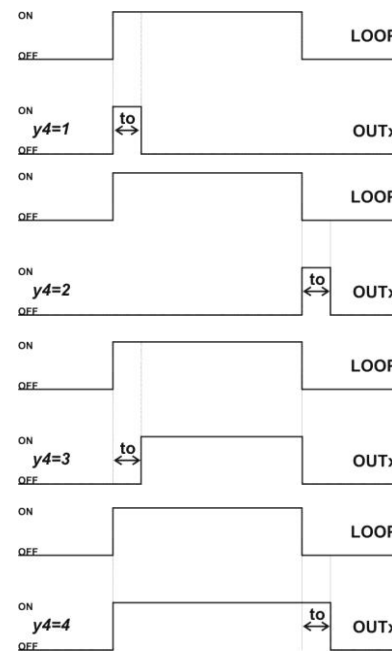 ON
LOOP
OFF
ON
y4=1
to
OUTx
OFF
ON
LOOP
OFF
ON
y4=2
to
OUTx
OFF
ON
LOOP
OFF
ON
y4=3
to
OUTx
OFF
ON
LOOP
OFF
ON
y4=4
to
OUTx
OFF